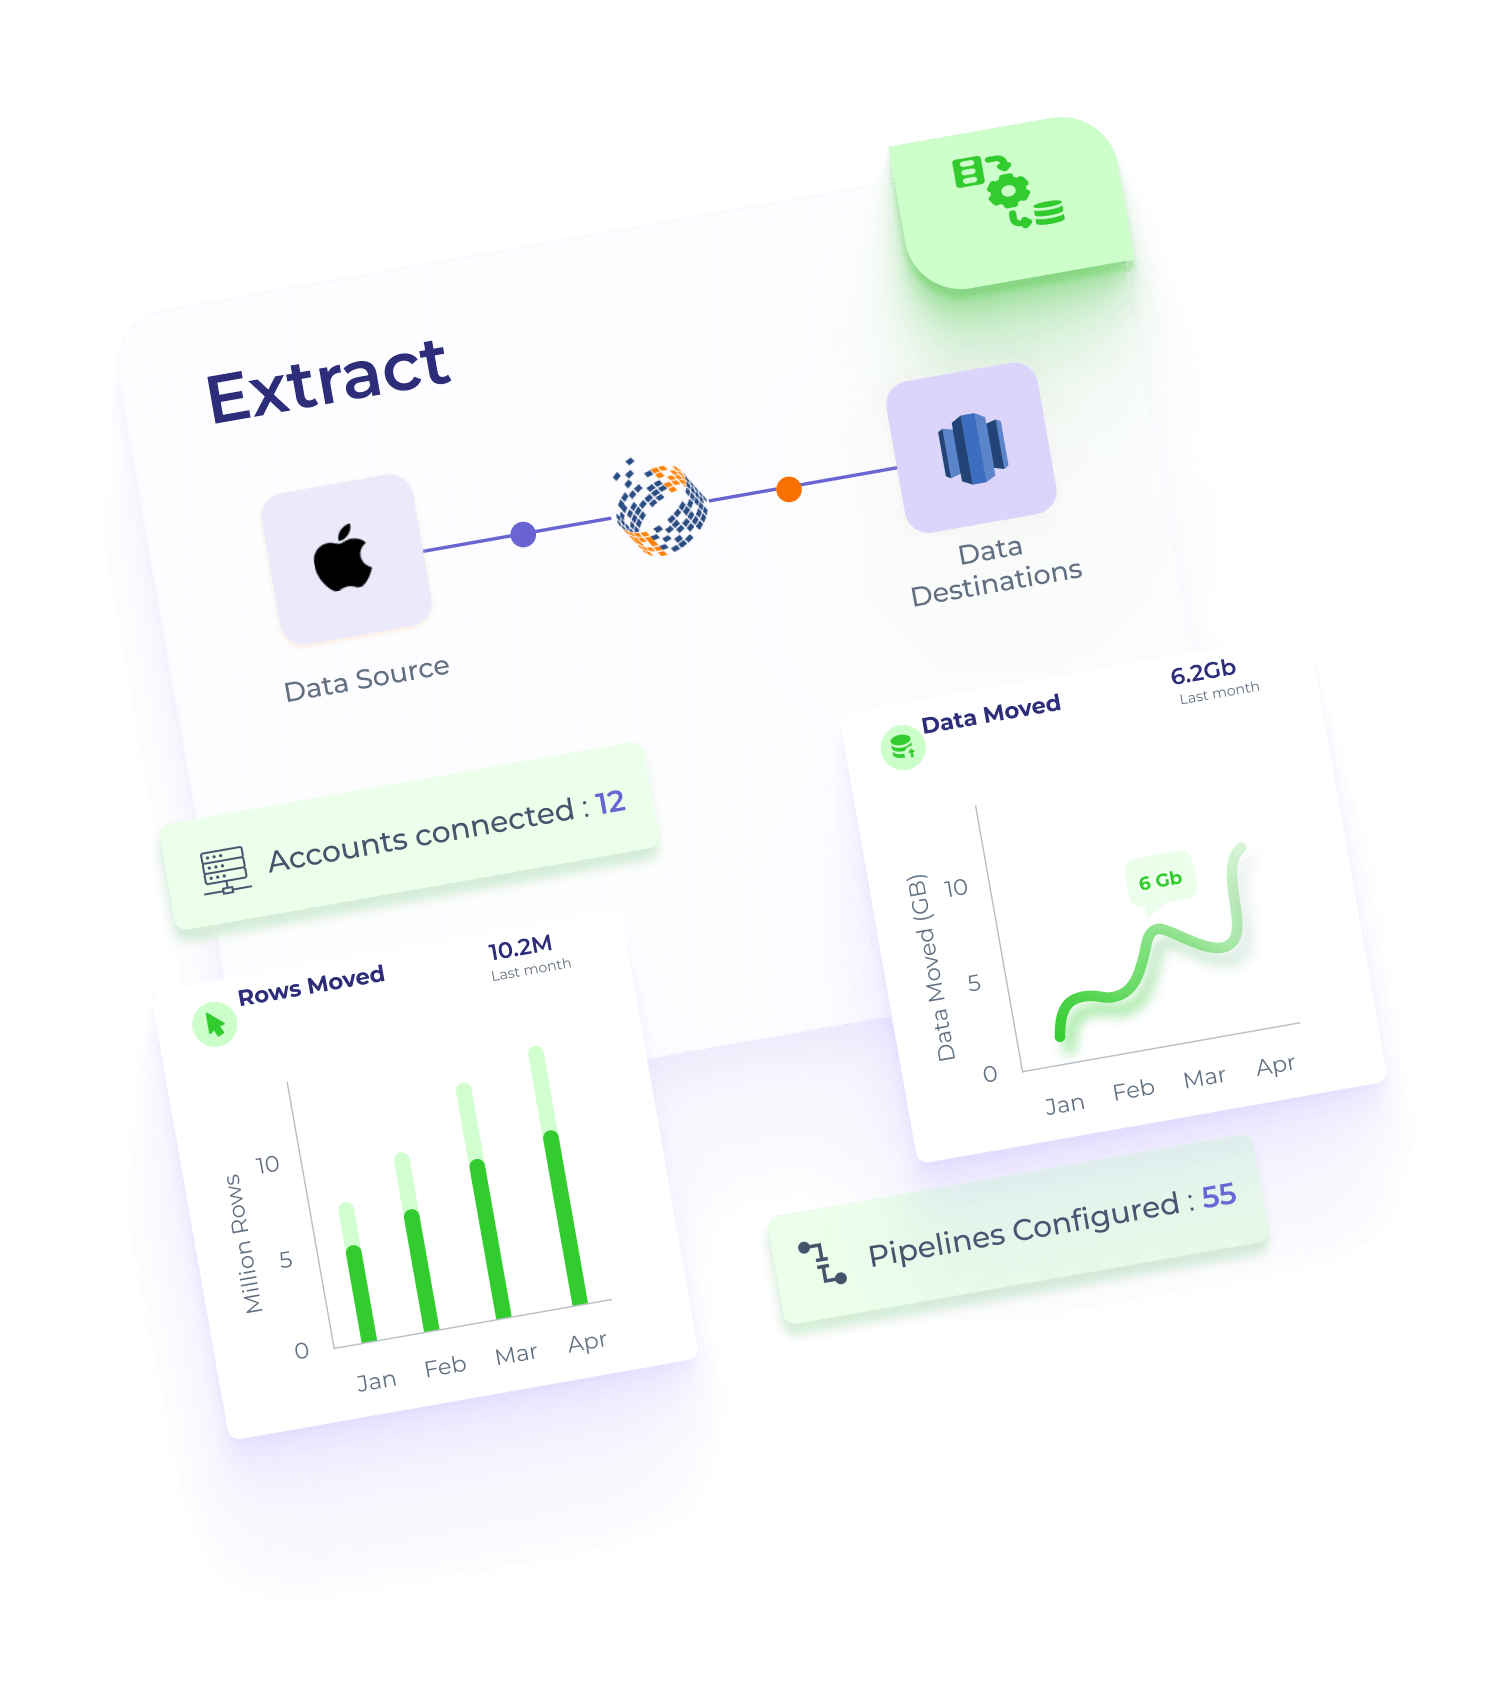 Extract
Data Source
Data
Destinations
Accounts connected : 12
Data Moved
6.2Gb
Last month
Data Moved (GB)
10
5
0
6 Gb
Jan
Feb
Mar
Apr
Rows Moved
10.2M
Last month
Million Rows
10
5
0
Jan
Feb
Mar
Apr
Pipelines Configured : 55